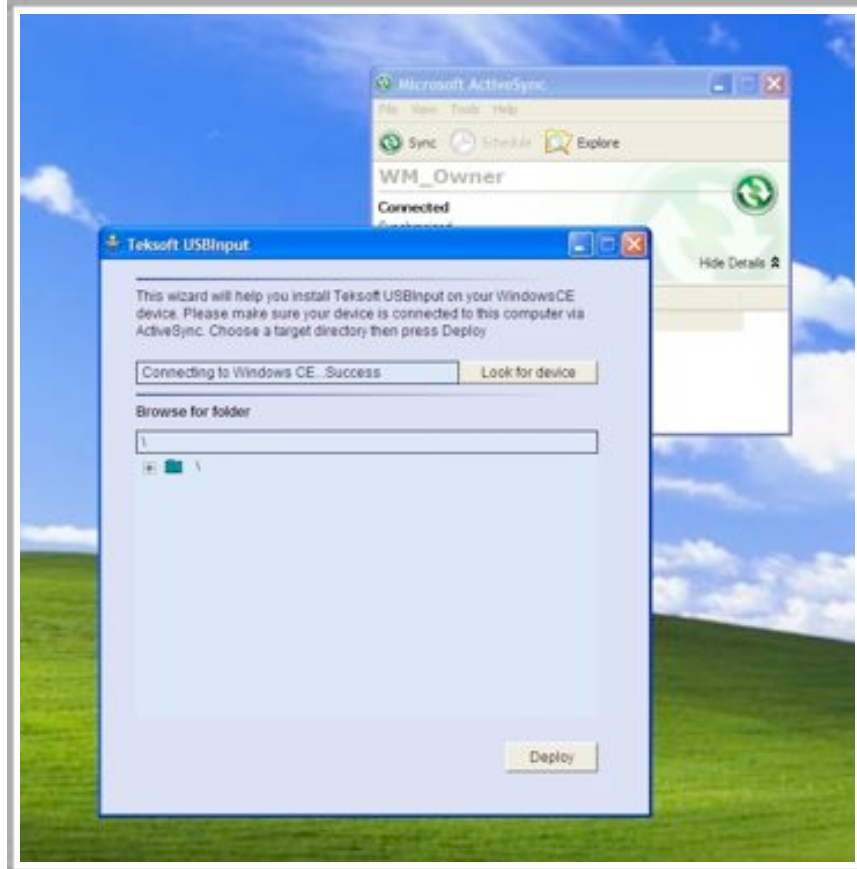 Microsoft ActiveSync
File View Tools Help
Sync Schedule Explore
WM_Owner
Connected
Synchronized
Hide Details
Teksoft USBInput
This wizard will help you install Teksoft USBInput on your WindowsCE
device. Please make sure your device is connected to this computer via
ActiveSync. Choose a target directory then press Deploy
Connecting to Windows CE...Success
Look for device
Browse for folder
\
\
Deploy